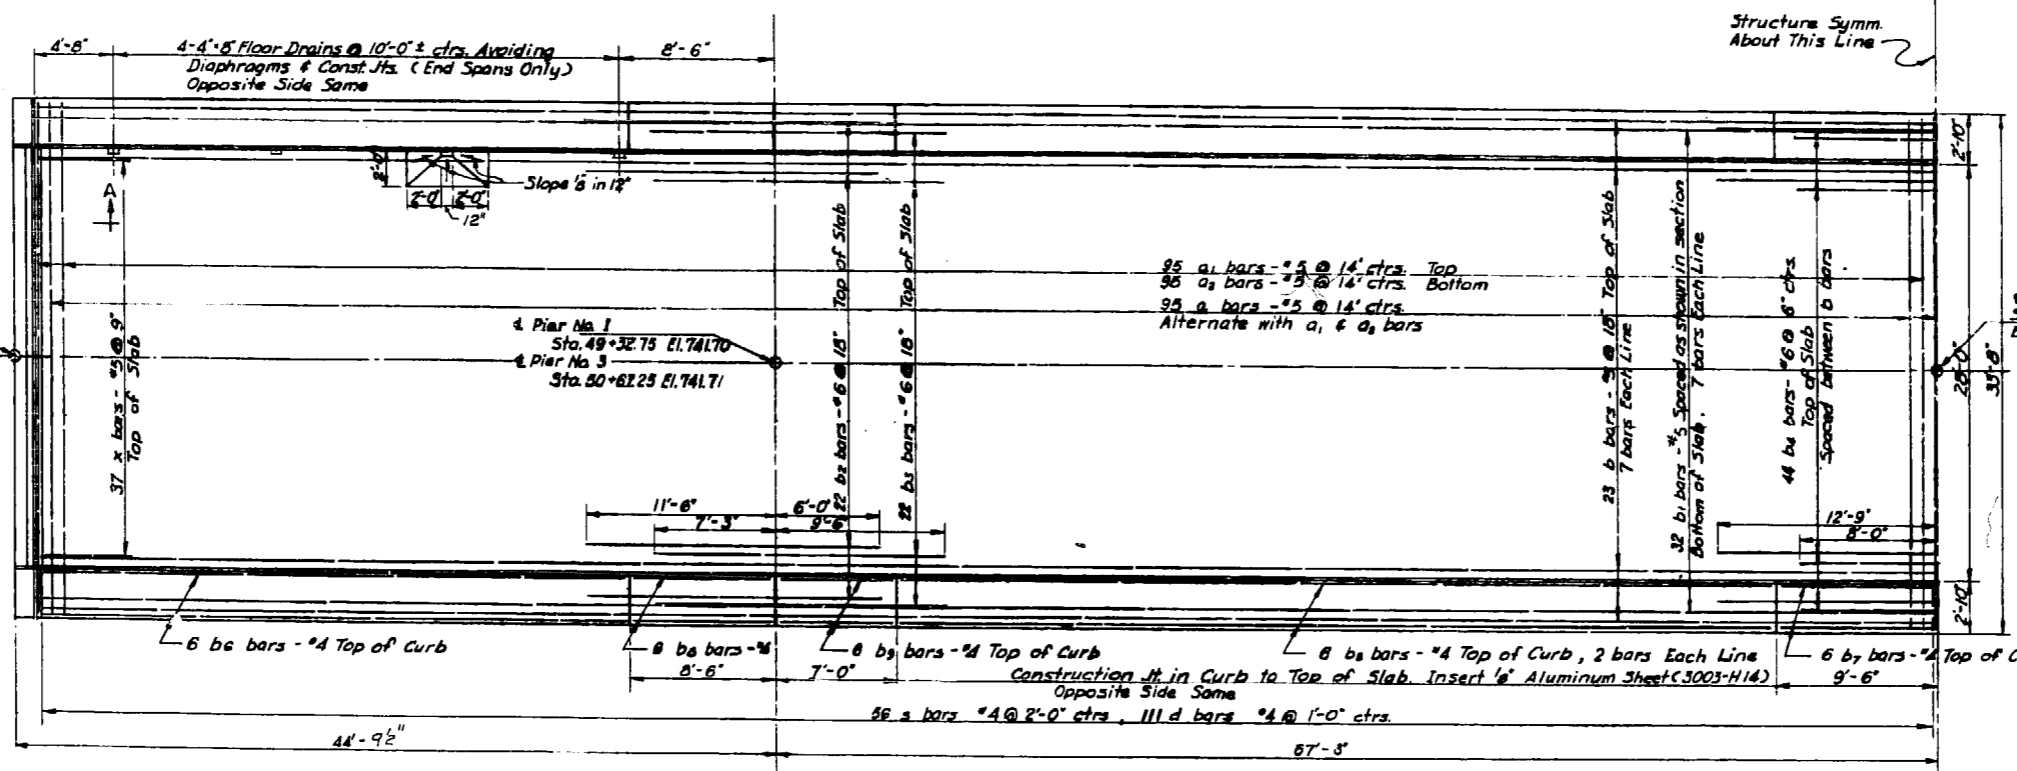 Structure Symm.
About This Line
4'-8"
4-4"·8' Floor Drains @ 10'-0" ± ctrs. Avoiding
Diaphragms & Const. Jts. (End Spans Only)
Opposite Side Same
8'-6"
2'-10"
2'-0"
Slope 1/8 in 12"
2'-0" 2'-0"
12"
A
37 x bars - #5 @ 9"
Top of Slab
℄ Pier No. 1
Sta. 49+32.75 El. 741.70
℄ Pier No. 3
Sta. 50+67.25 El. 741.71
22 b2 bars - #6 @ 18" Top of Slab
22 b3 bars - #6 @ 18" Top of Slab
95 a1 bars - #5 @ 14" ctrs. Top
95 a2 bars - #5 @ 14" ctrs. Bottom
95 a bars - #5 @ 14" ctrs.
Alternate with a1 & a2 bars
23 b bars - #5 @ 18" Top of Slab
7 bars Each Line
32 b1 bars - #5 Spaced as shown in section
Bottom of Slab. 7 bars Each Line
44 b4 bars - #6 @ 6" ctrs.
Top of Slab
Spaced between b bars
28'-0"
33'-8"
11'-6"
6'-0"
7'-3"
9'-6"
12'-9"
8'-0"
2'-10"
6 b6 bars - #4 Top of Curb
bars - #4
bars - #4 Top of Curb
bars - #4 Top of Curb, 2 bars Each Line
6 b7 bars - #4 Top of C
8'-6"
7'-0"
Construction Jt. in Curb to Top of Slab. Insert 1/8" Aluminum Sheet (3003-H14)
Opposite Side Same
9'-6"
56 s bars #4 @ 2'-0" ctrs., 111 d bars #4 @ 1'-0" ctrs.
44'-9½"
67'-3"